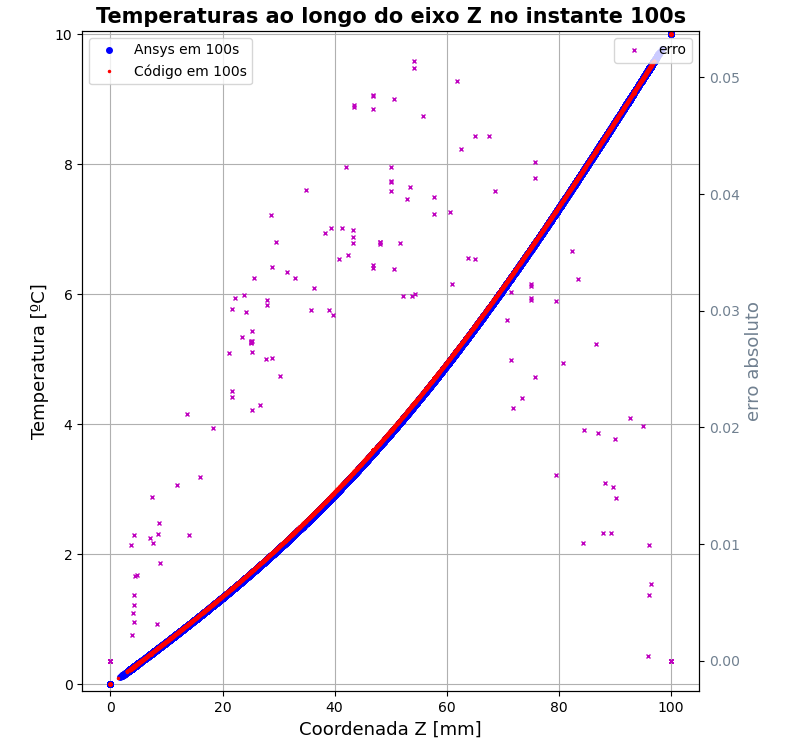 Temperaturas ao longo do eixo Z no instante 100s
Ansys em 100s
Código em 100s
erro
Temperatura [ºC]
10
8
6
4
2
0
0.05
0.04
0.03
0.02
0.01
0.00
erro absoluto
0 20 40 60 80 100
Coordenada Z [mm]